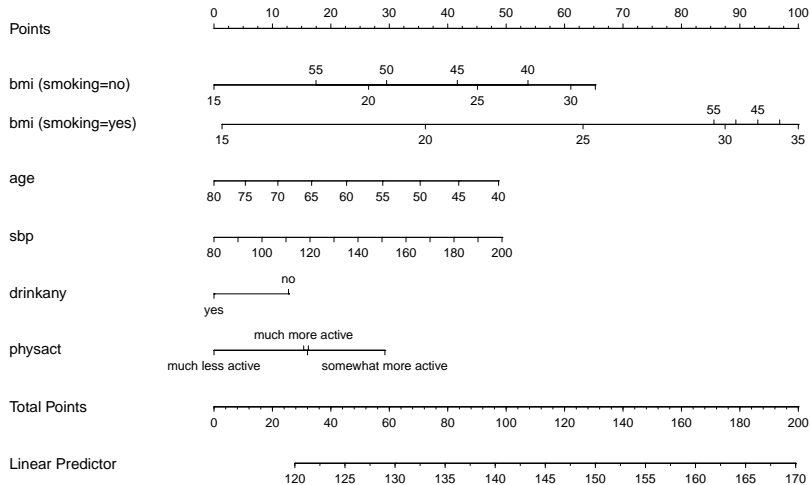 Points
0 10 20 30 40 50 60 70 80 90 100
bmi (smoking=no)
55 50 45 40
15 20 25 30
bmi (smoking=yes)
55 45
15 20 25 30 35
age
80 75 70 65 60 55 50 45 40
sbp
80 100 120 140 160 180 200
drinkany
no
yes
physact
much more active
much less active somewhat more active
Total Points
0 20 40 60 80 100 120 140 160 180 200
Linear Predictor
120 125 130 135 140 145 150 155 160 165 170